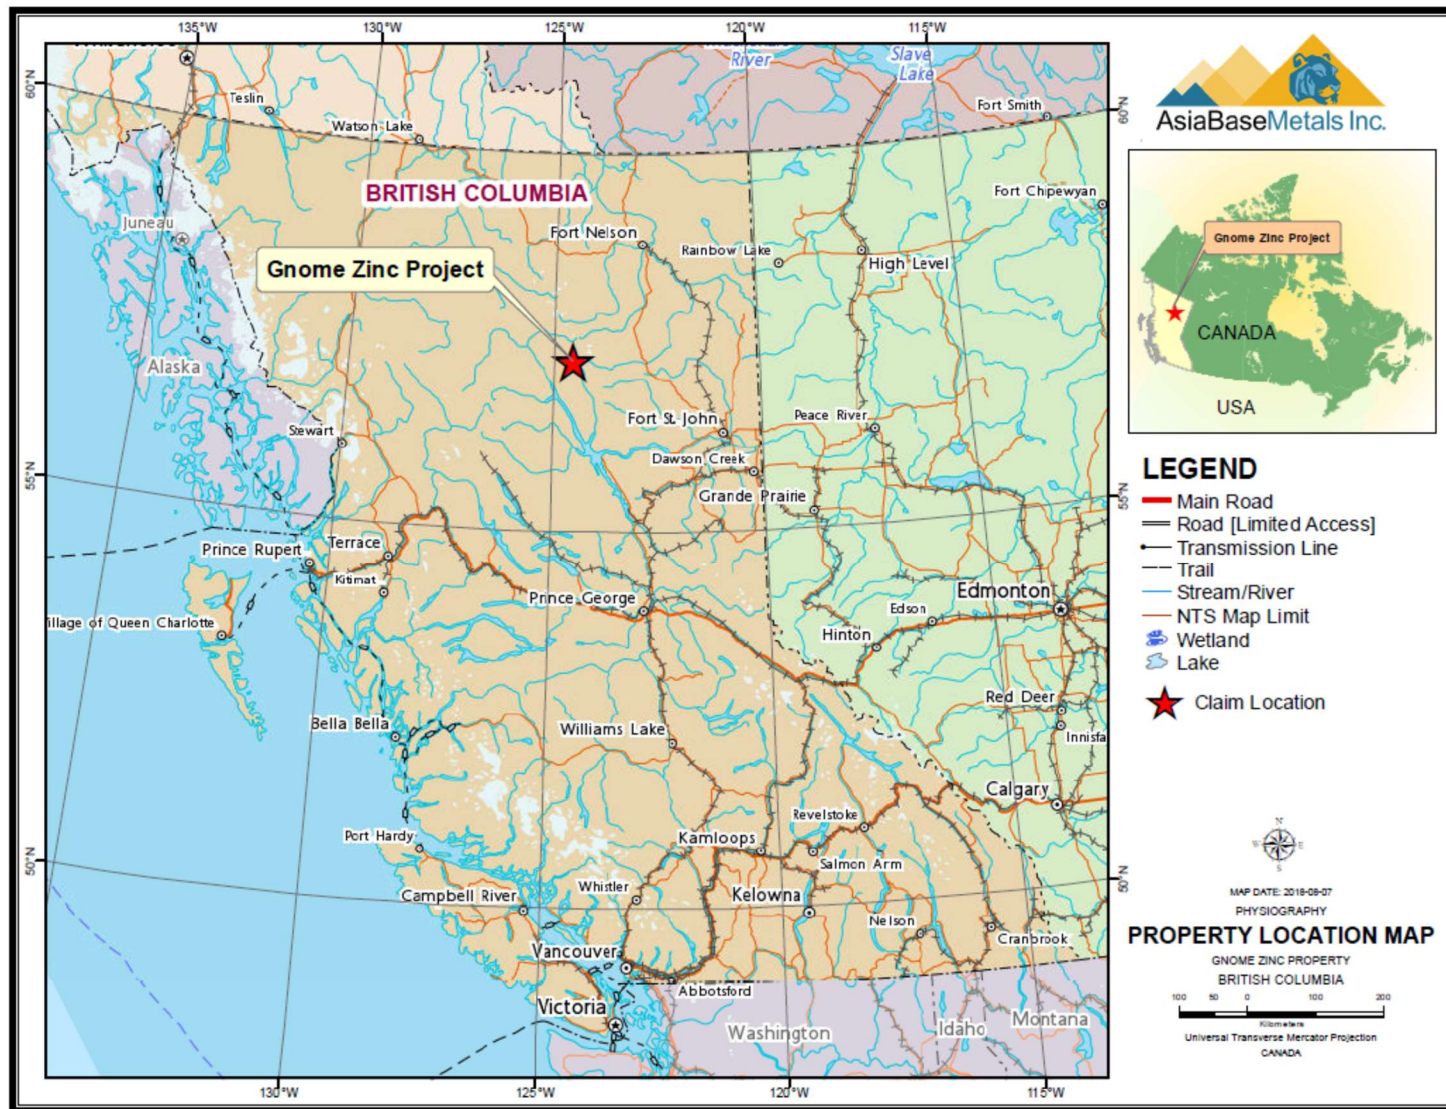 135°W
130°W
125°W
120°W
115°W
60°N
60°N
River
Slave
Lake
Teslin
Watson Lake
Fort Smith
BRITISH COLUMBIA
Fort Chipewyan
Juneau
Fort Nelson
Rainbow Lake
High Level
Gnome Zinc Project
Alaska
Stewart
Fort St. John
Peace River
Dawson Creek
55°N
55°N
Grande Prairie
Prince Rupert
Terrace
Kitimat
Prince George
Edmonton
Edson
Village of Queen Charlotte
Hinton
Red Deer
Bella Bella
Williams Lake
Innisfa
Calgary
Revelstoke
Port Hardy
Kamloops
50°N
50°N
Salmon Arm
Whistler
Campbell River
Kelowna
Nelson
Cranbrook
Vancouver
Abbotsford
Victoria
Washington
Idaho
Montana
130°W
125°W
120°W
115°W
AsiaBaseMetals Inc.
Gnome Zinc Project
CANADA
USA
LEGEND
Main Road
Road [Limited Access]
Transmission Line
Trail
Stream/River
NTS Map Limit
Wetland
Lake
Claim Location
N
W E
S
MAP DATE: 2018-08-07
PHYSIOGRAPHY
PROPERTY LOCATION MAP
GNOME ZINC PROPERTY
BRITISH COLUMBIA
100 50 0 100 200
Kilometers
Universal Transverse Mercator Projection
CANADA